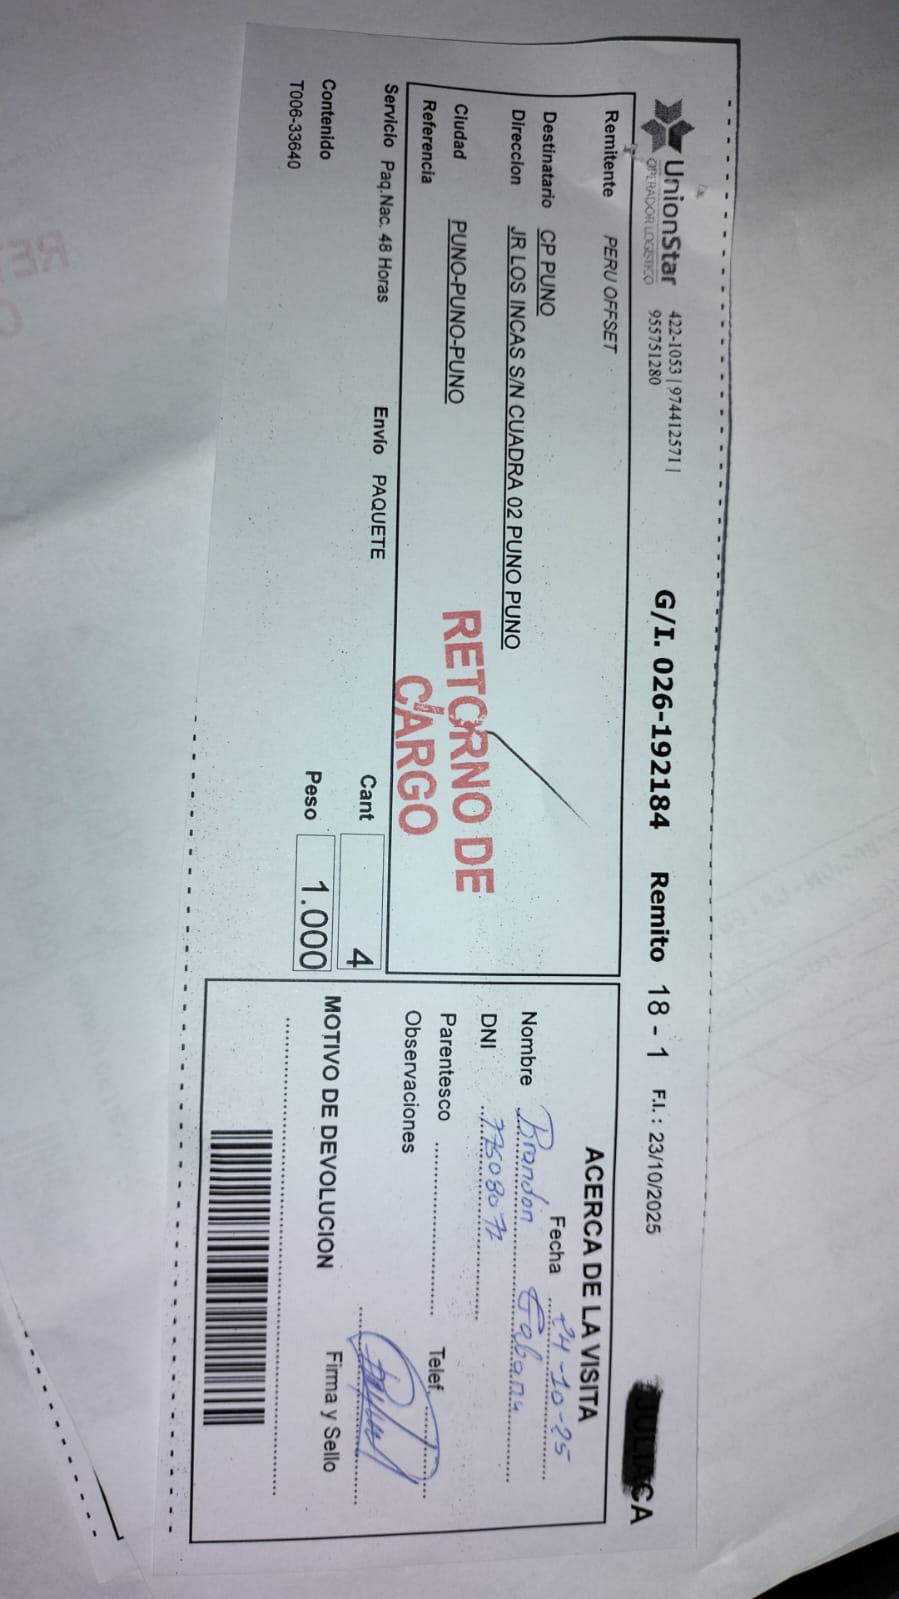 UnionStar
OPERADOR LOGISTICO
422-1053 | 974412571 |
955751280
G/I. 026-192184 Remito 18 - 1 F.I.: 23/10/2025
JULIACA
Remitente PERU OFFSET
Destinatario CP PUNO
Direccion JR LOS INCAS S/N CUADRA 02 PUNO PUNO
Ciudad PUNO-PUNO-PUNO
Referencia
RETORNO DE
CARGO
Servicio Paq.Nac. 48 Horas Envío PAQUETE Cant 4
Contenido Peso 1.000
T006-33640
ACERCA DE LA VISITA
Fecha 24-10-25
Nombre Brandon
DNI
Parentesco Telef
Observaciones
Firma y Sello
MOTIVO DE DEVOLUCION